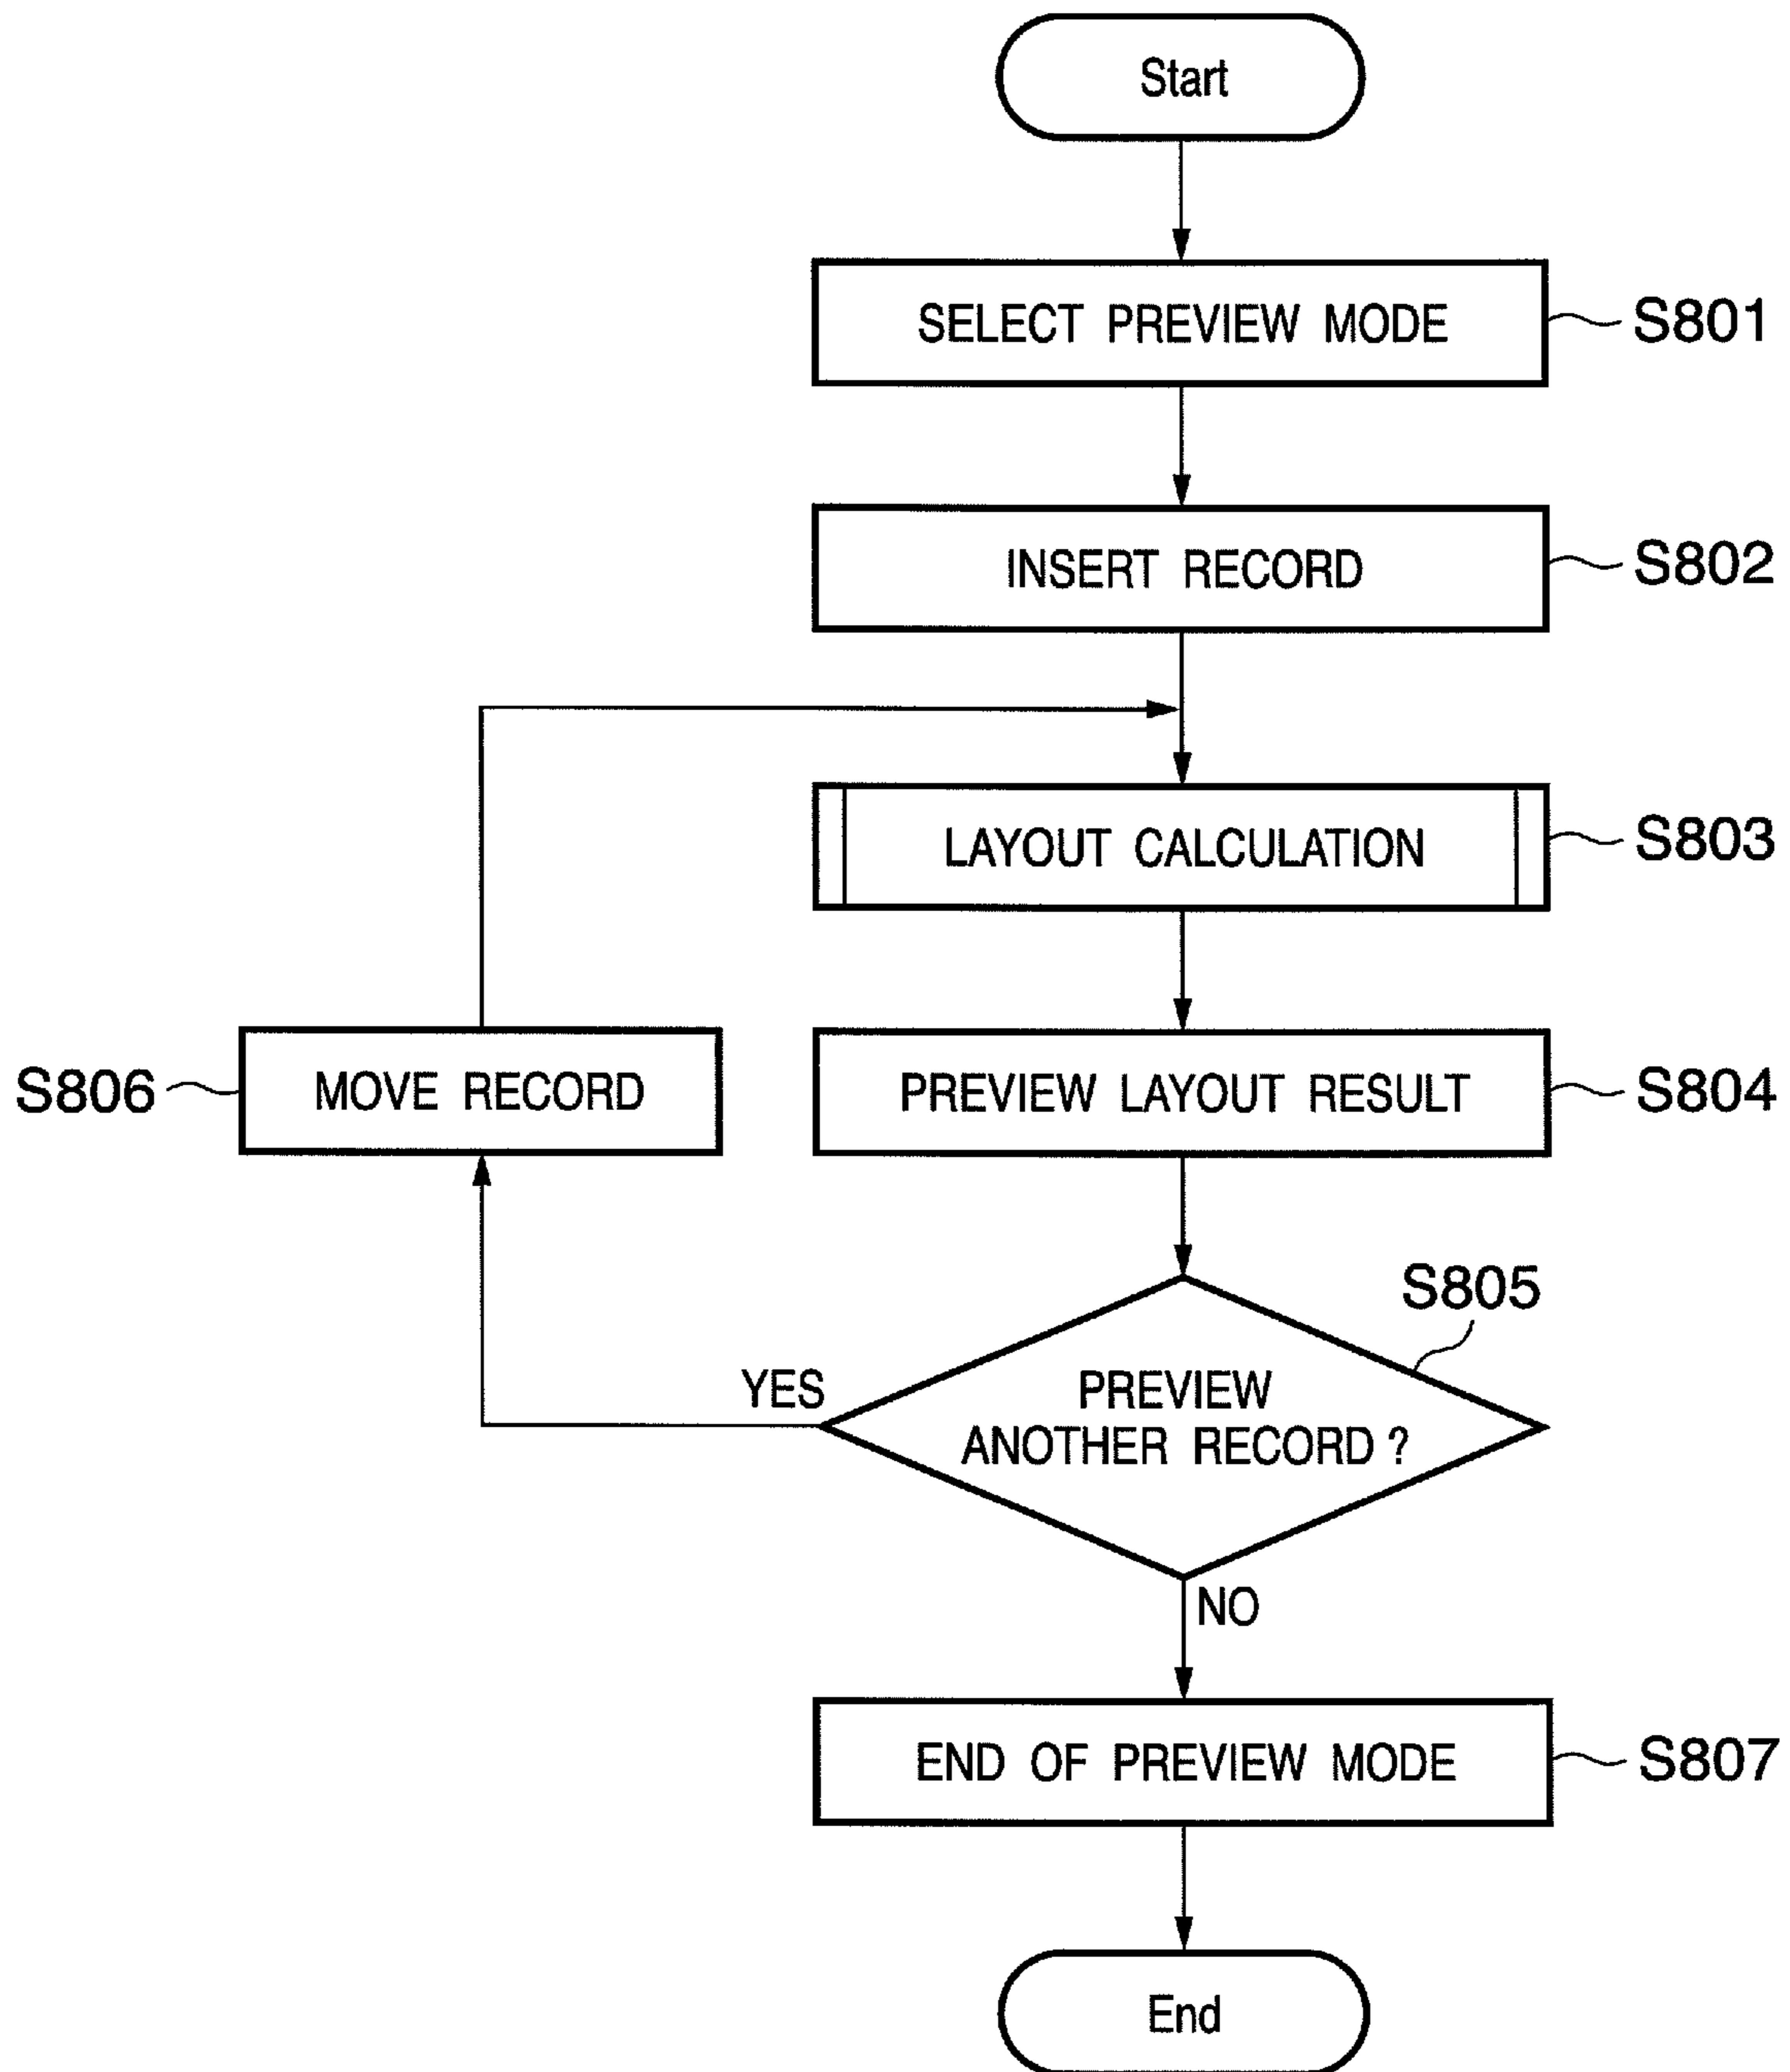 Start
SELECT PREVIEW MODE
S801
INSERT RECORD
S802
LAYOUT CALCULATION
S803
S806
MOVE RECORD
PREVIEW LAYOUT RESULT
S804
S805
YES
PREVIEW
ANOTHER RECORD ?
NO
END OF PREVIEW MODE
S807
End